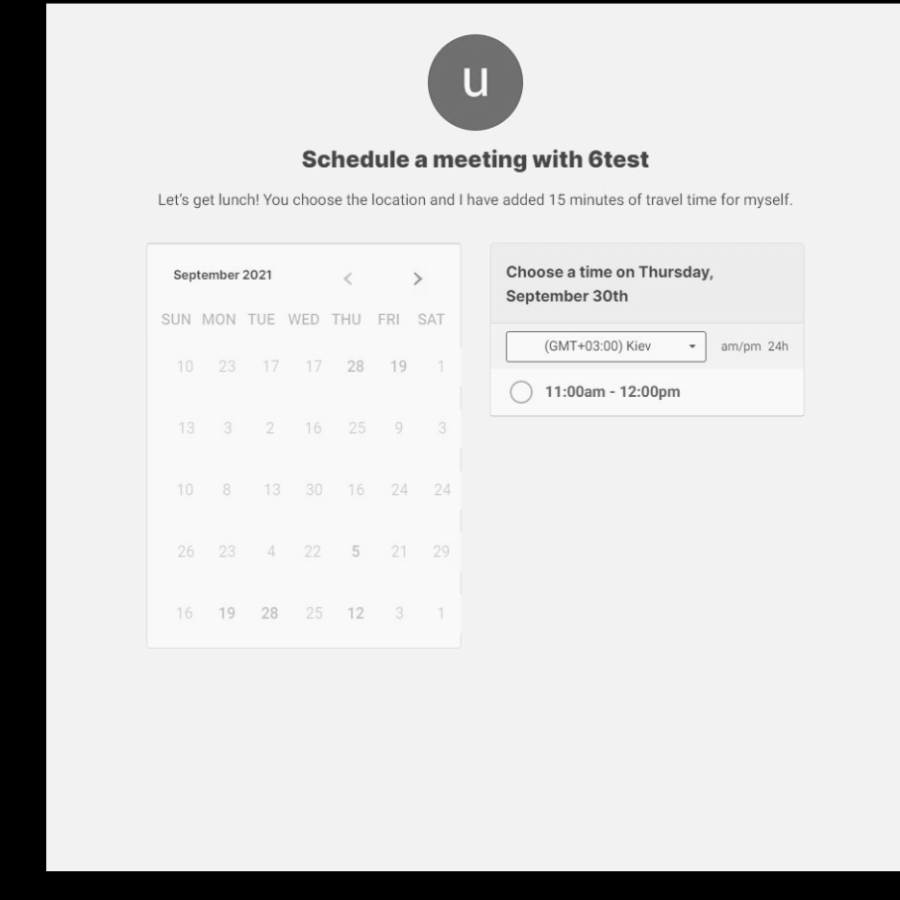 u
Schedule a meeting with 6test
Let's get lunch! You choose the location and I have added 15 minutes of travel time for myself.
September 2021
SUN MON TUE WED THU FRI SAT
10 23 17 17 28 19 1
13 3 2 16 25 9 3
10 8 13 30 16 24 24
26 23 4 22 5 21 29
16 19 28 25 12 3 1
Choose a time on Thursday,
September 30th
(GMT+03:00) Kiev am/pm 24h
11:00am - 12:00pm